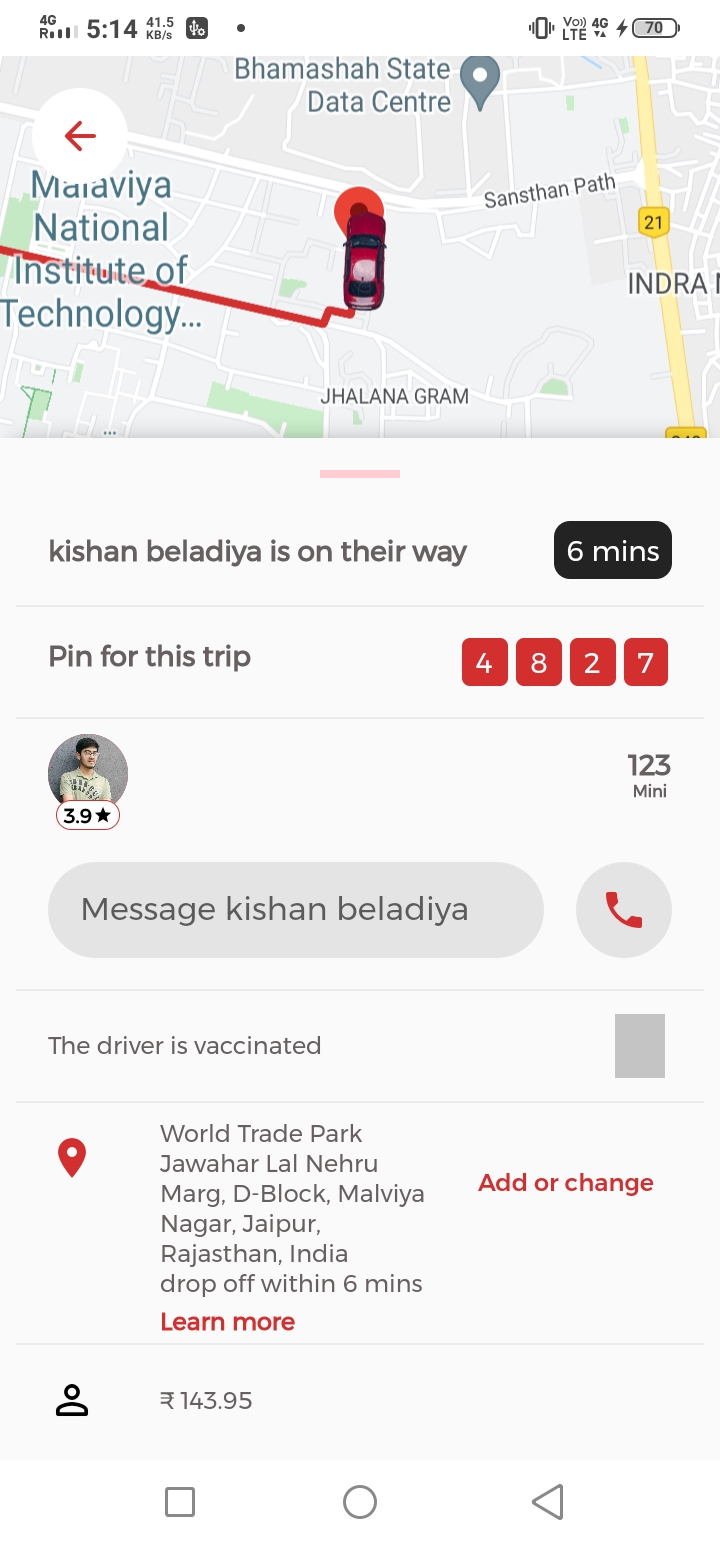 4G
R
5:14
41.5
KB/s
Vo))
LTE
4G
70
Bhamashah State
Data Centre
Malaviya
National
Institute of
Technology...
Sansthan Path
21
INDRA
JHALANA GRAM
kishan beladiya is on their way
6 mins
Pin for this trip
4 8 2 7
3.9★
123
Mini
Message kishan beladiya
The driver is vaccinated
World Trade Park
Jawahar Lal Nehru
Marg, D-Block, Malviya
Nagar, Jaipur,
Rajasthan, India
drop off within 6 mins
Learn more
Add or change
₹ 143.95